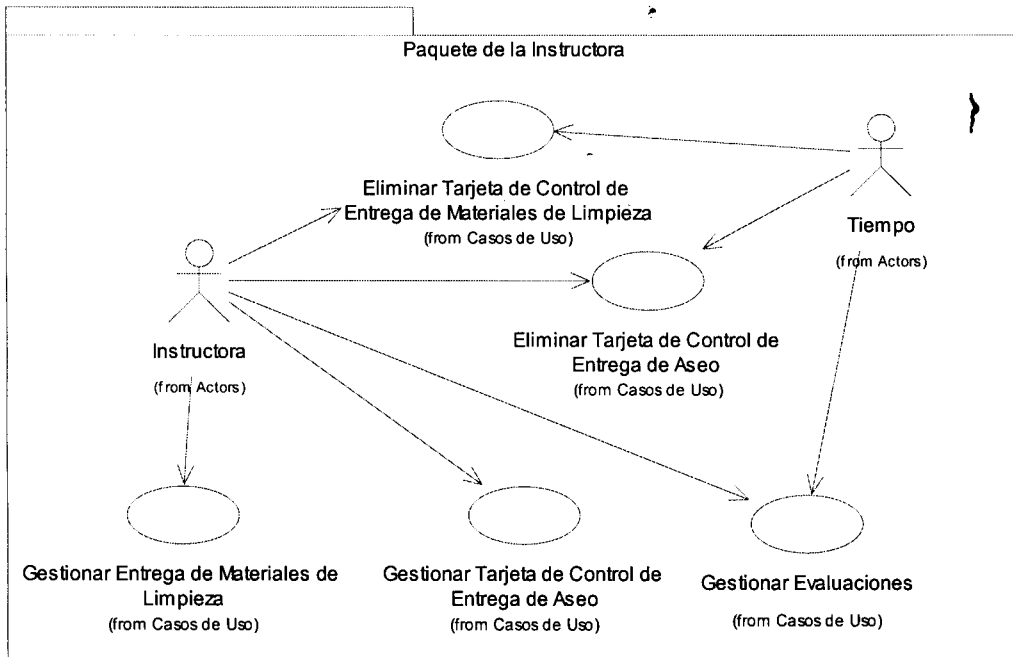 Paquete de la Instructora
Eliminar Tarjeta de Control de
Entrega de Materiales de Limpieza
(from Casos de Uso)
Tiempo
(from Actors)
Eliminar Tarjeta de Control de
Entrega de Aseo
(from Casos de Uso)
Instructora
(from Actors)
Gestionar Entrega de Materiales de
Limpieza
(from Casos de Uso)
Gestionar Tarjeta de Control de
Entrega de Aseo
(from Casos de Uso)
Gestionar Evaluaciones
(from Casos de Uso)